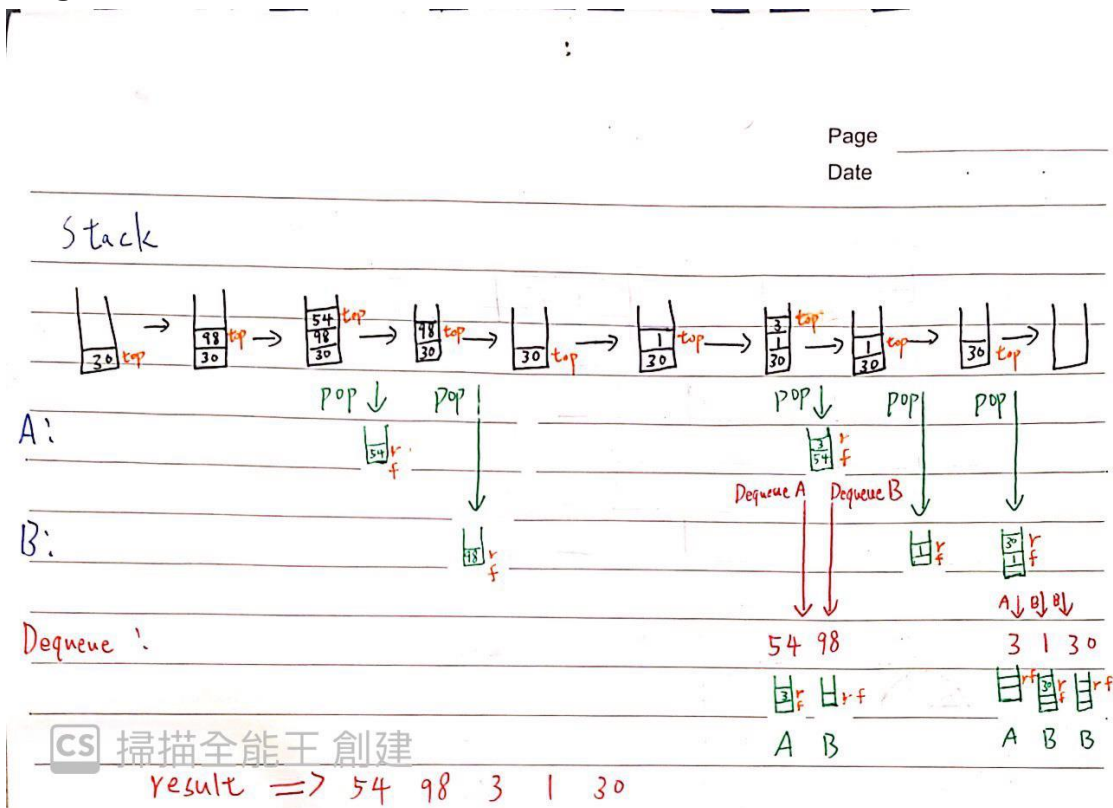 :
Page
Date
Stack
30 top → 98 30 top → 54 98 30 top → 98 30 top → 30 top → 1 30 top → 3 1 30 top → 1 30 top → 30 top →
pop ↓ pop ↓ pop ↓ pop ↓ pop ↓
A:
54 r f 3 54 r f
Dequeue A Dequeue B
B:
98 r f 1 r f 30 1 r f
A↓ B↓ B↓
Dequeue :
54 98 3 1 30
3 r f r f r f 30 r f r f
A B A B B
CS 掃描全能王 創建
result => 54 98 3 1 30